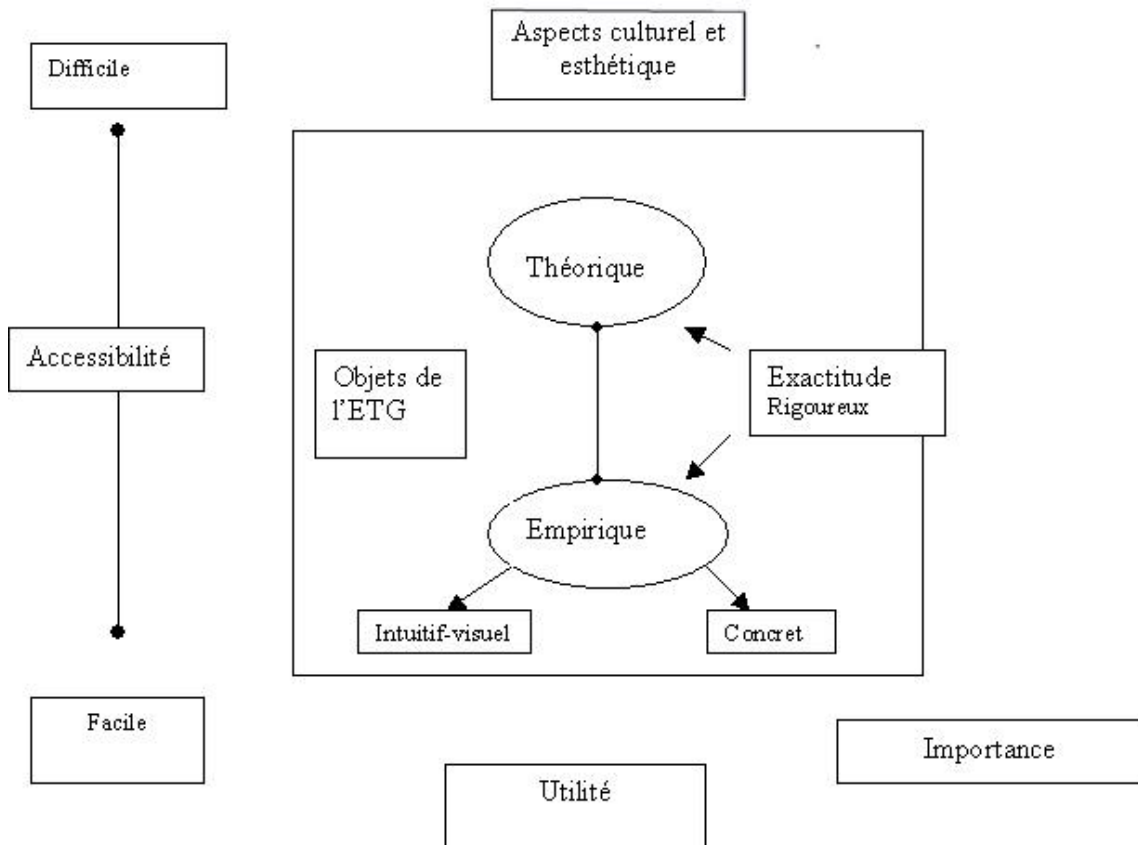 Aspects culturel et
esthétique
Difficile
Théorique
Accessibilité
Objets de
l'ETG
Exactitude
Rigoureux
Empirique
Intuitif-visuel
Concret
Facile
Importance
Utilité